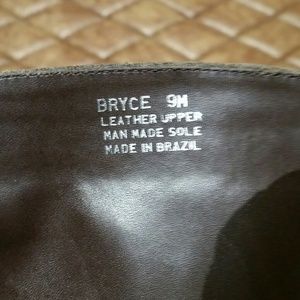 BRYCE 9M
LEATHER UPPER
MAN MADE SOLE
MADE IN BRAZIL